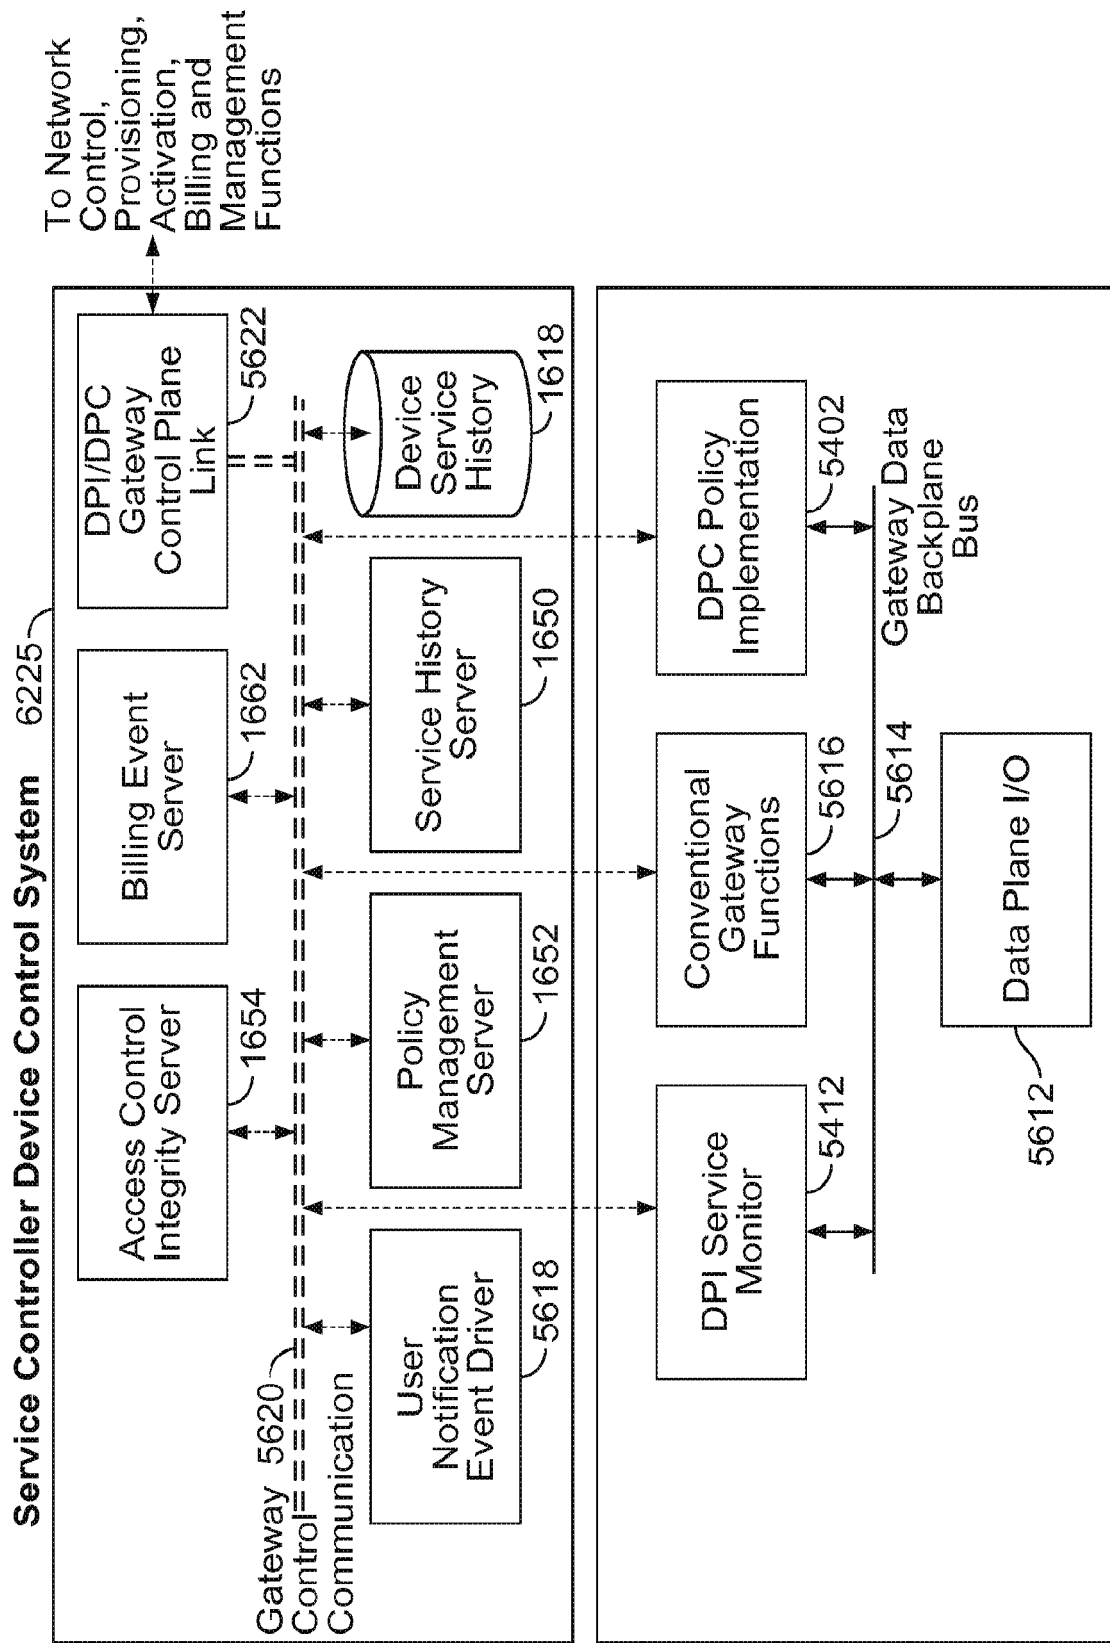 Service Controller Device Control System 6225
To Network
Control,
Provisioning,
Activation,
Billing and
Management
Functions
Access Control
Integrity Server
1654
Billing Event
Server
1662
DPI/DPC
Gateway
Control Plane
Link
5622
Gateway 5620
Control
Communication
User
Notification
Event Driver
5618
Policy
Management
Server
1652
Service History
Server
1650
Device
Service
History
1618
DPI Service
Monitor
5412
Conventional
Gateway
Functions
5616
DPC Policy
Implementation
5402
5614
Gateway Data
Backplane
Bus
Data Plane I/O
5612